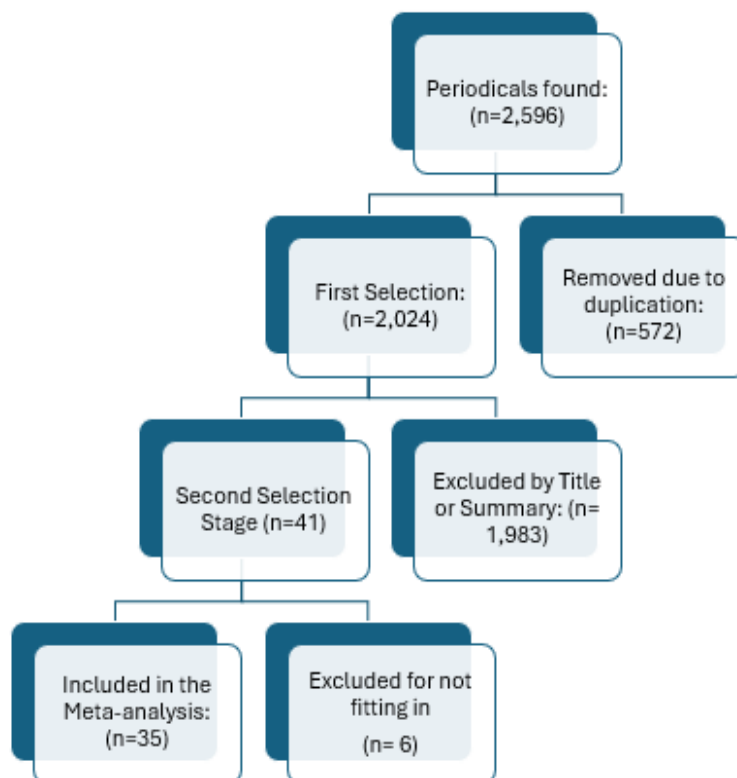 Periodicals found:
(n=2,596)
First Selection:
(n=2,024)
Removed due to
duplication:
(n=572)
Second Selection
Stage (n=41)
Excluded by Title
or Summary: (n=
1,983)
Included in the
Meta-analysis:
(n=35)
Excluded for not
fitting in
(n= 6)